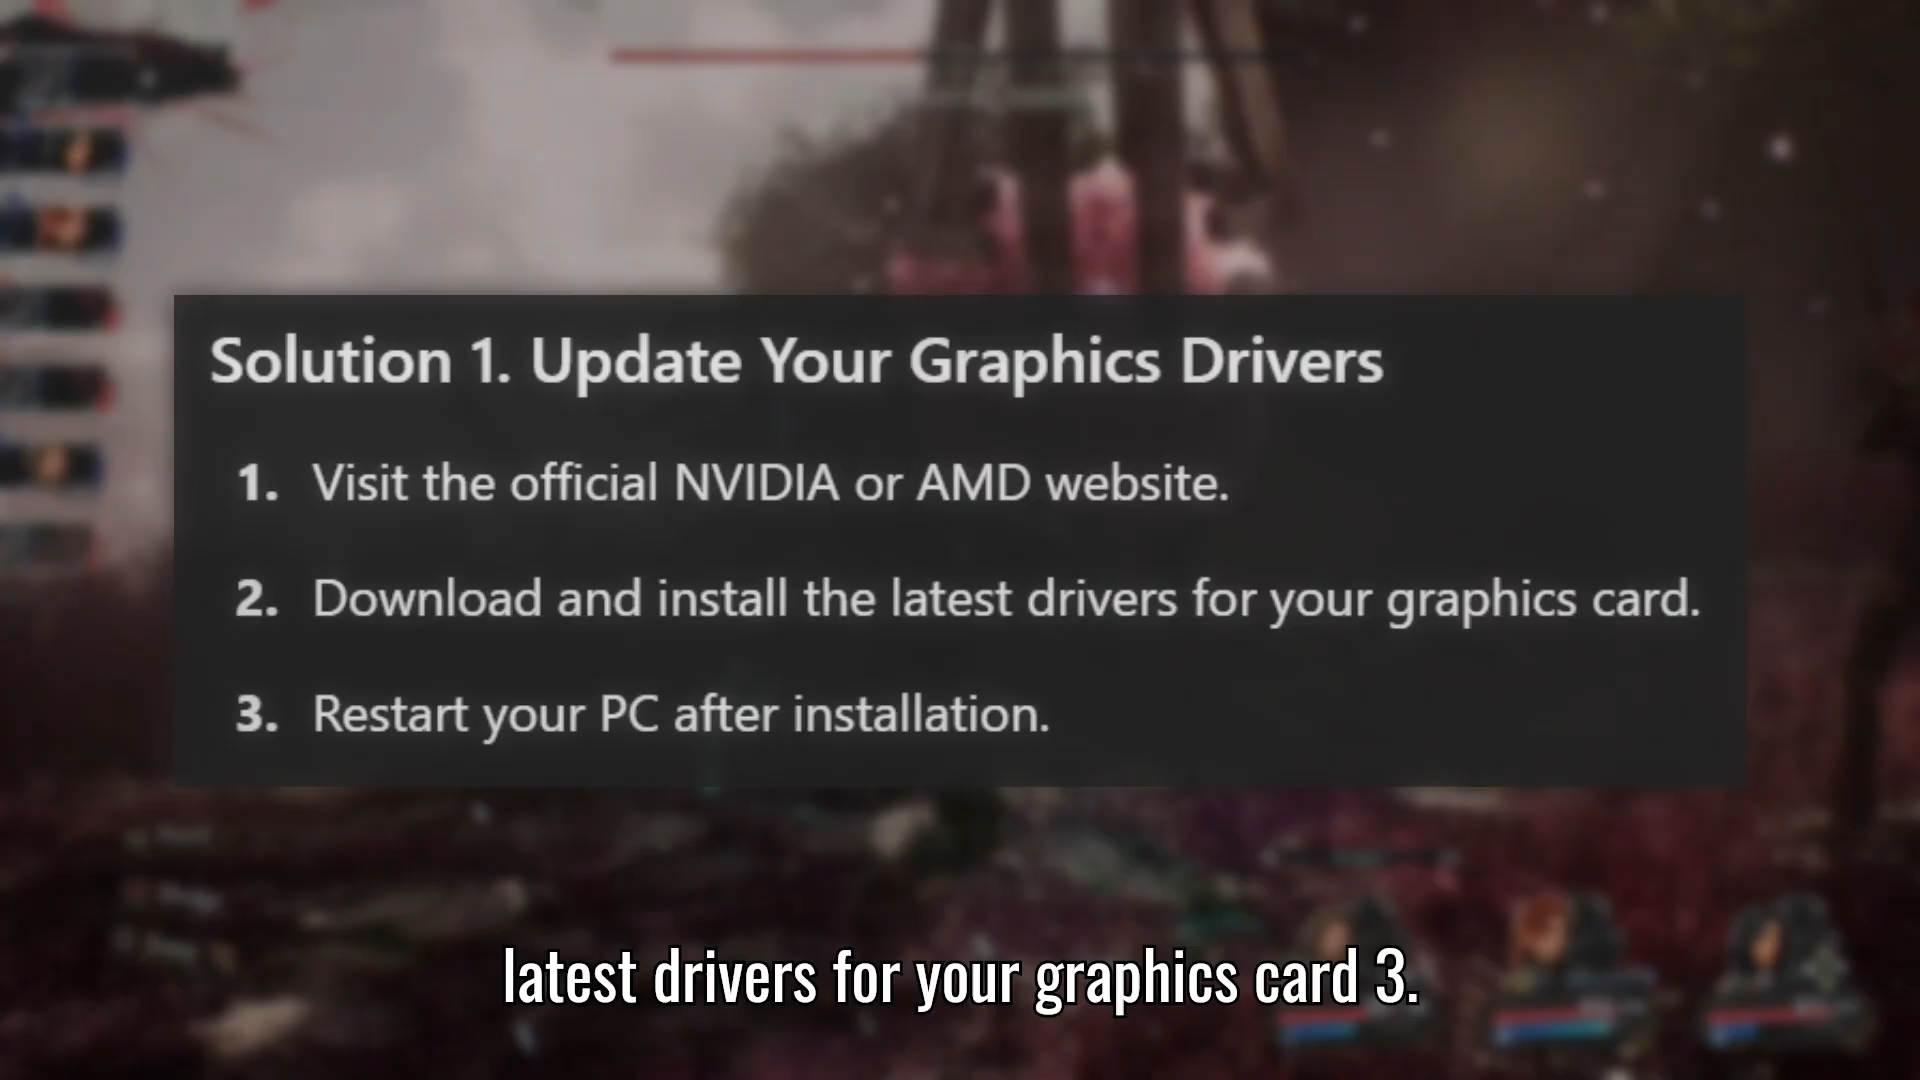 Solution 1. Update Your Graphics Drivers
1. Visit the official NVIDIA or AMD website.
2. Download and install the latest drivers for your graphics card.
3. Restart your PC after installation.
latest drivers for your graphics card 3.